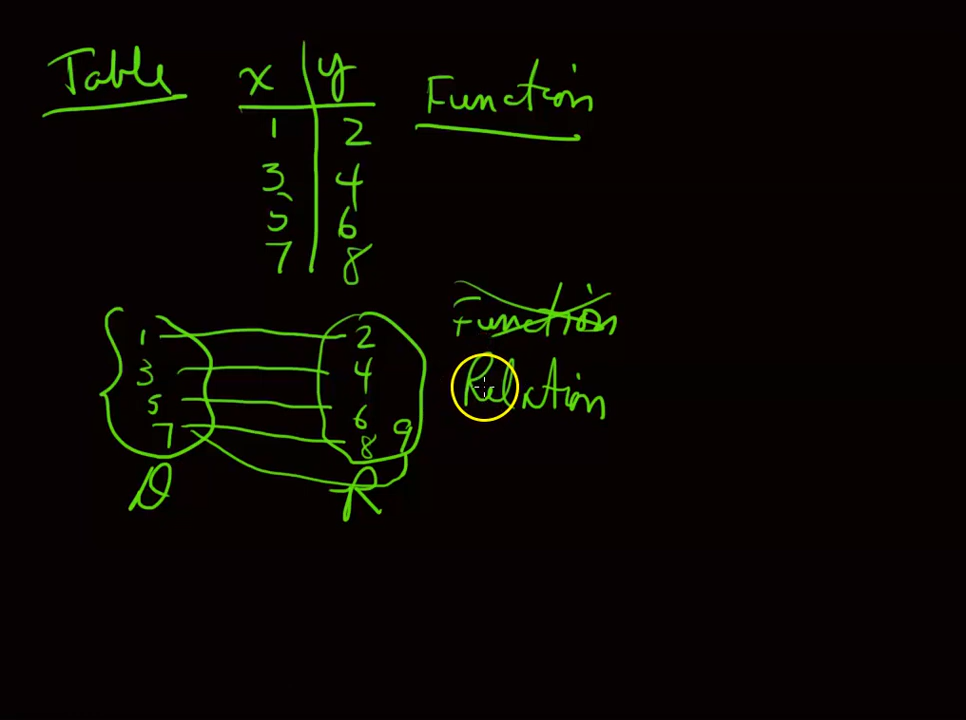 Table x y Function
1 2
3 4
5 6
7 8
Function
Relation
1 2
3 4
5 6
7 8 9
D R